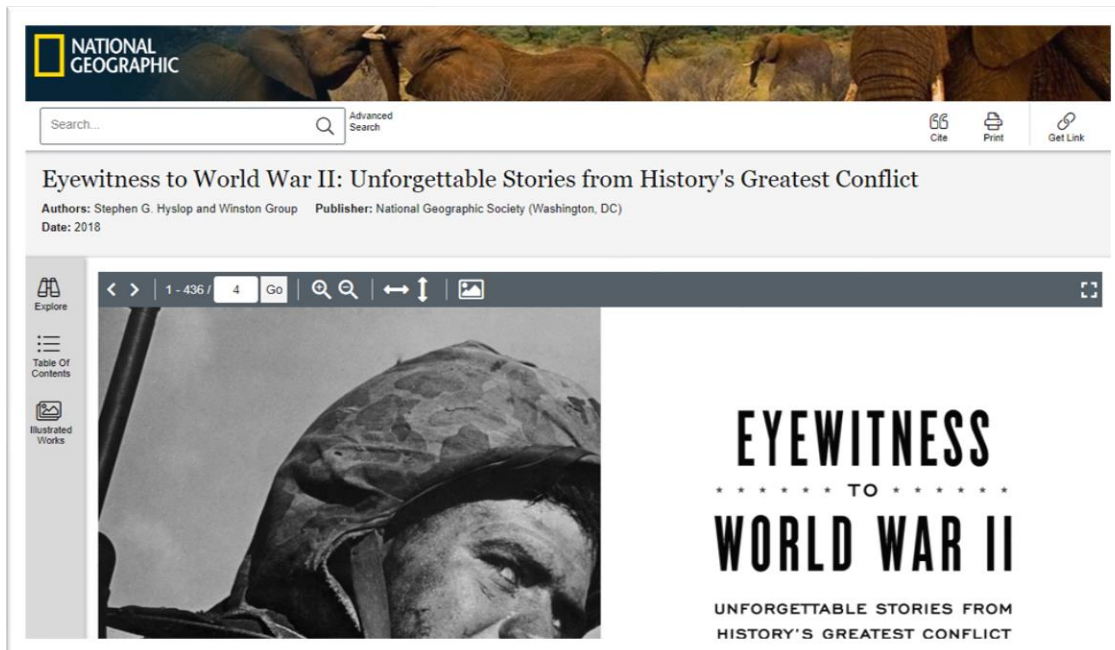 NATIONAL
GEOGRAPHIC
Search...
Advanced
Search
Cite
Print
Get Link
Eyewitness to World War II: Unforgettable Stories from History's Greatest Conflict
Authors: Stephen G. Hyslop and Winston Group Publisher: National Geographic Society (Washington, DC)
Date: 2018
Explore
Table Of
Contents
Illustrated
Works
1 - 436 / 4 Go
EYEWITNESS
TO
WORLD WAR II
UNFORGETTABLE STORIES FROM
HISTORY'S GREATEST CONFLICT